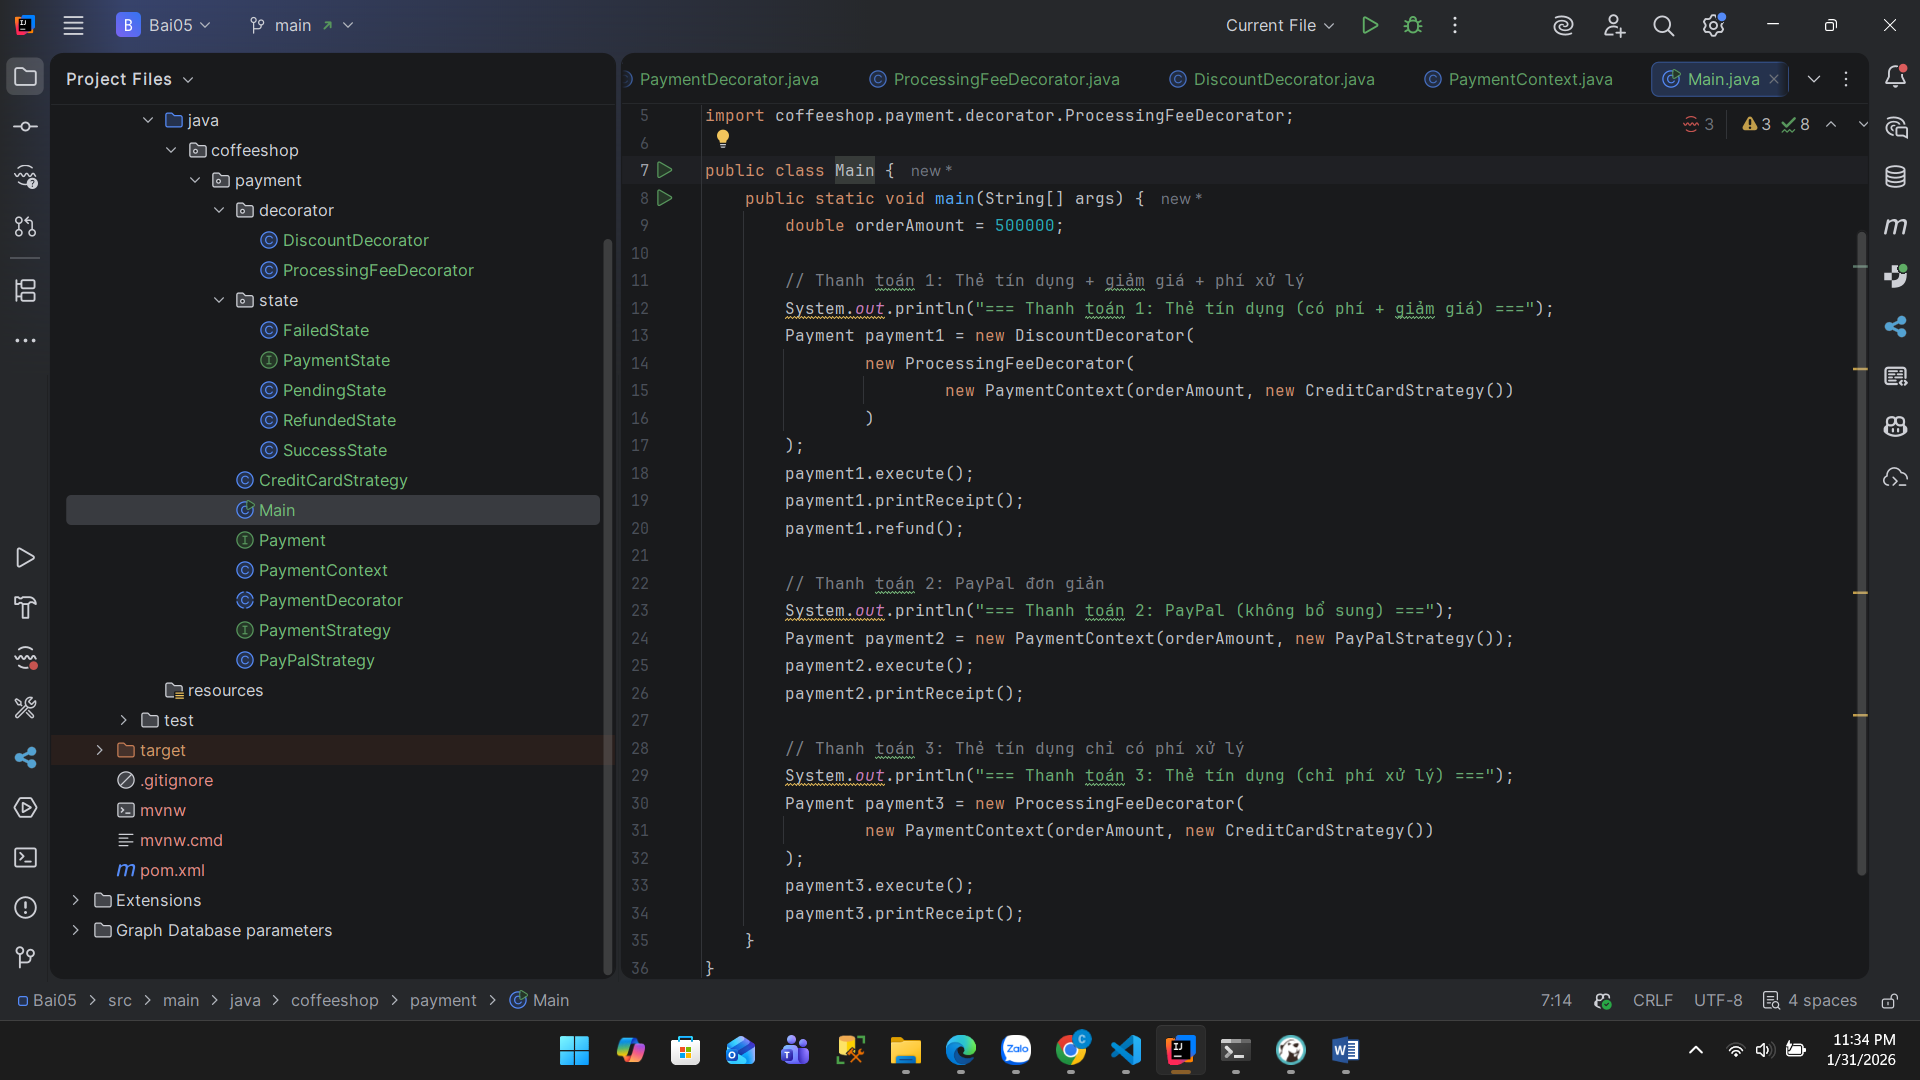 B Bai05 main Current File
Project Files
java
coffeeshop
payment
decorator
DiscountDecorator
ProcessingFeeDecorator
state
FailedState
PaymentState
PendingState
RefundedState
SuccessState
CreditCardStrategy
Main
Payment
PaymentContext
PaymentDecorator
PaymentStrategy
PayPalStrategy
resources
test
target
.gitignore
mvnw
mvnw.cmd
pom.xml
Extensions
Graph Database parameters
PaymentDecorator.java ProcessingFeeDecorator.java DiscountDecorator.java PaymentContext.java Main.java
3 3 8
5 import coffeeshop.payment.decorator.ProcessingFeeDecorator;
6
7 public class Main { new *
8 public static void main(String[] args) { new *
9 double orderAmount = 500000;
10
11 // Thanh toán 1: Thẻ tín dụng + giảm giá + phí xử lý
12 System.out.println("=== Thanh toán 1: Thẻ tín dụng (có phí + giảm giá) ===");
13 Payment payment1 = new DiscountDecorator(
14 new ProcessingFeeDecorator(
15 new PaymentContext(orderAmount, new CreditCardStrategy())
16 )
17 );
18 payment1.execute();
19 payment1.printReceipt();
20 payment1.refund();
21
22 // Thanh toán 2: PayPal đơn giản
23 System.out.println("=== Thanh toán 2: PayPal (không bổ sung) ===");
24 Payment payment2 = new PaymentContext(orderAmount, new PayPalStrategy());
25 payment2.execute();
26 payment2.printReceipt();
27
28 // Thanh toán 3: Thẻ tín dụng chỉ có phí xử lý
29 System.out.println("=== Thanh toán 3: Thẻ tín dụng (chỉ phí xử lý) ===");
30 Payment payment3 = new ProcessingFeeDecorator(
31 new PaymentContext(orderAmount, new CreditCardStrategy())
32 );
33 payment3.execute();
34 payment3.printReceipt();
35 }
36 }
Bai05 > src > main > java > coffeeshop > payment > Main
7:14 CRLF UTF-8 4 spaces
Zalo
11:34 PM
1/31/2026